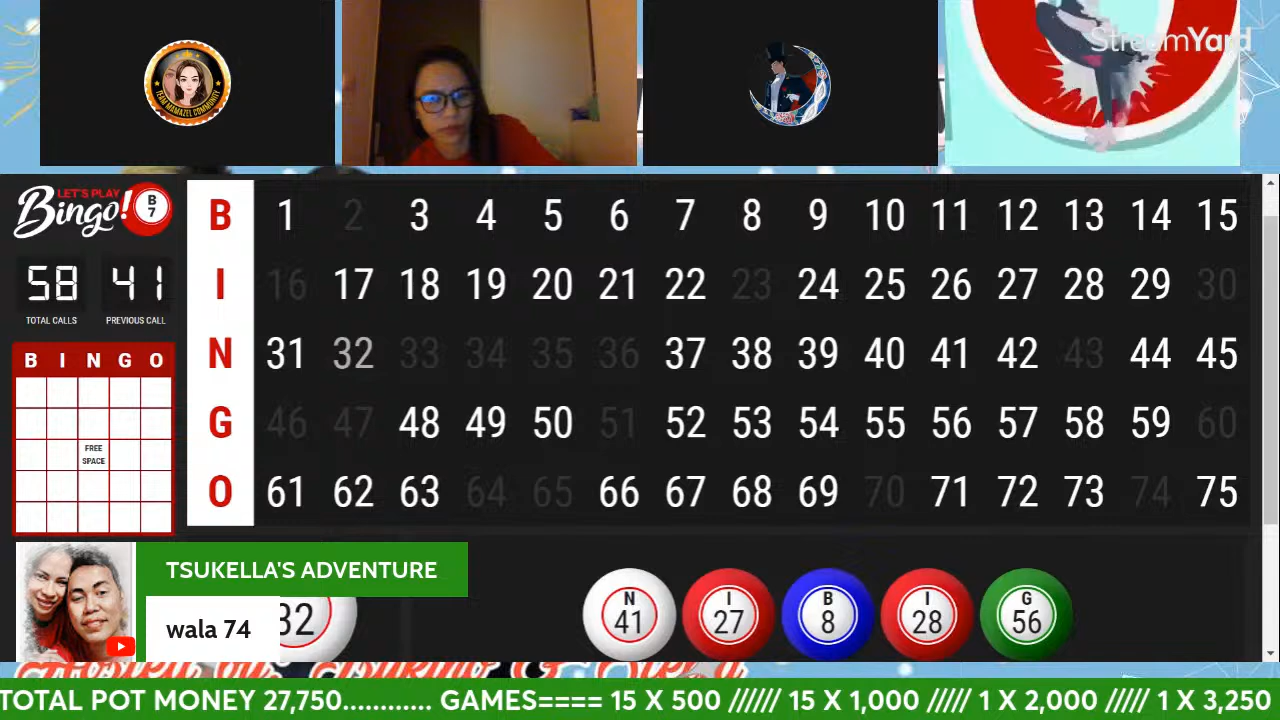 TEAM MAMAZEL COMMUNITY
StreamYard
LET'S PLAY
Bingo!
B
7
58 41
TOTAL CALLS PREVIOUS CALL
B I N G O
FREE
SPACE
B 1 2 3 4 5 6 7 8 9 10 11 12 13 14 15
I 16 17 18 19 20 21 22 23 24 25 26 27 28 29 30
N 31 32 33 34 35 36 37 38 39 40 41 42 43 44 45
G 46 47 48 49 50 51 52 53 54 55 56 57 58 59 60
O 61 62 63 64 65 66 67 68 69 70 71 72 73 74 75
TSUKELLA'S ADVENTURE
wala 74
32
N I B I G
41 27 8 28 56
TOTAL POT MONEY 27,750............ GAMES==== 15 X 500 ////// 15 X 1,000 ///// 1 X 2,000 ///// 1 X 3,250